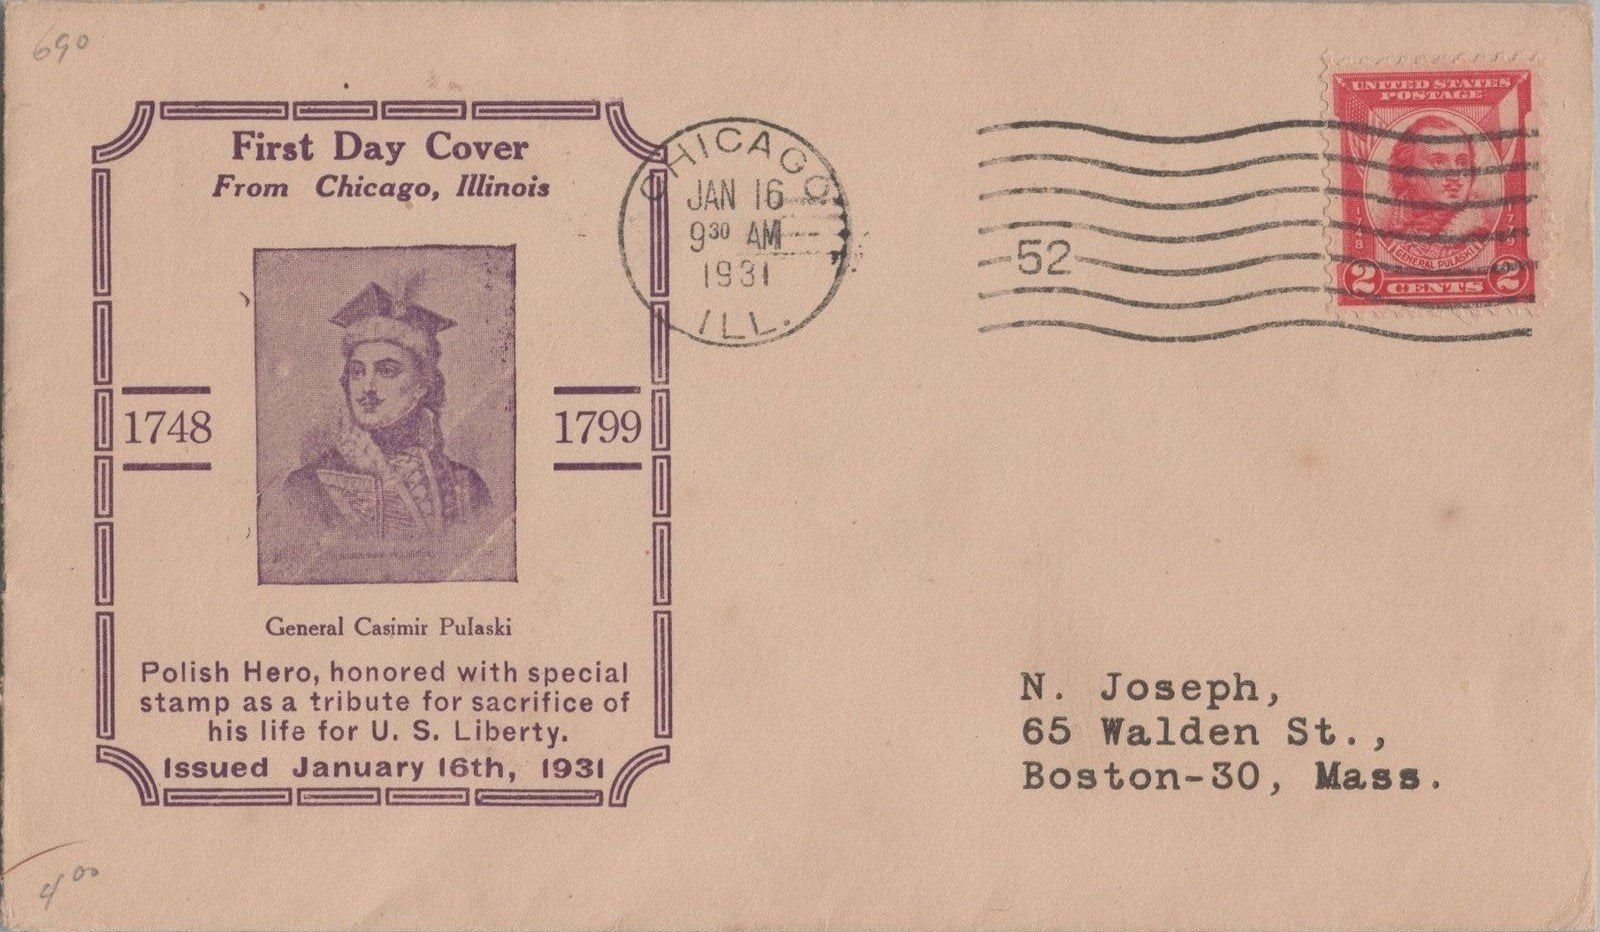 690
First Day Cover
From Chicago, Illinois
1748
1799
General Casimir Pulaski
Polish Hero, honored with special
stamp as a tribute for sacrifice of
his life for U. S. Liberty.
Issued January 16th, 1931
4 00
CHICAGO
JAN 16
9 30 AM
1931
ILL.
52
UNITED STATES
POSTAGE
GENERAL PULASKI
2 CENTS 2
N. Joseph,
65 Walden St.,
Boston-30, Mass.